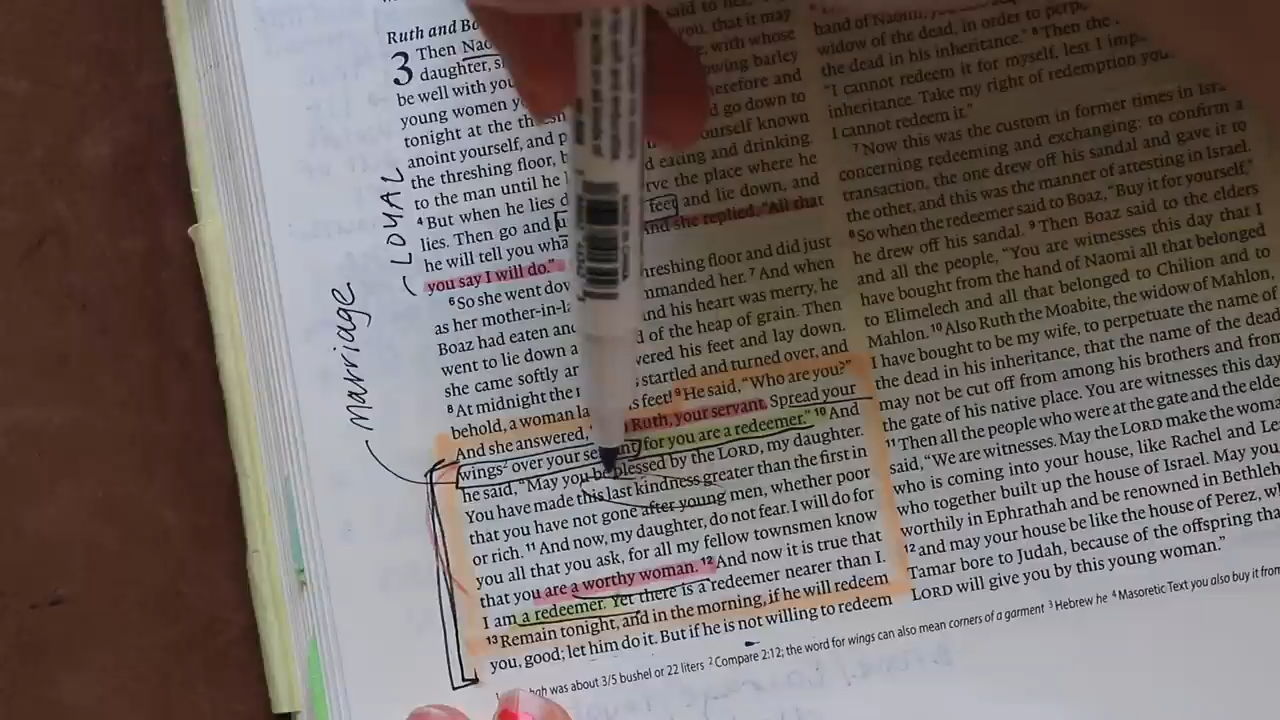 Ruth and
3 Then
daughter,
be well with you
young women
tonight at the
anoint yourself, and
the threshing floor,
to the man until he
4 But when he lies
lies. Then go and
he will tell you
you say I will do."
5 So she went
as her
Boaz had eaten and
went to lie down
she came softly
8 At midnight the
behold, a woman
And she answered,
wings2 over your
he said, "May you be blessed by the LORD, my daughter.
You have made this last kindness greater than the first in
that you have not gone after young men, whether poor
or rich. 11 And now, my daughter, do not fear. I will do for
you all that you ask, for all my fellow townsmen know
that you are a worthy woman. 12 And now it is true that
I am a redeemer. Yet there is a redeemer nearer than I.
13 Remain tonight, and in the morning, if he will redeem
you, good; let him do it. But if he is not willing to redeem
said to
you, that it may
with whose
barley
and
go down to
known
eating and drinking.
the place where he
feet and lie down, and
And she replied, "All that
threshing floor and did just
her. 7 And when
and his heart was merry, he
of the heap of grain. Then
his feet and lay down.
startled and turned over, and
feet! 9 He said, "Who are you?"
Ruth, your servant. Spread your
for you are a redeemer." 10 And
hand of Naomi,
widow of the dead, in order to
the dead in his inheritance." 6 Then the
"I cannot redeem it for myself, lest I
inheritance. Take my right of redemption
I cannot redeem it."
7 Now this was the custom in former times in
concerning redeeming and exchanging: to confirm a
transaction, the one drew off his sandal and gave it to
the other, and this was the manner of attesting in Israel.
8 So when the redeemer said to Boaz, "Buy it for yourself,"
he drew off his sandal. 9 Then Boaz said to the elders
and all the people, "You are witnesses this day that I
have bought from the hand of Naomi all that belonged
to Elimelech and all that belonged to Chilion and to
Mahlon. 10 Also Ruth the Moabite, the widow of Mahlon,
I have bought to be my wife, to perpetuate the name of
the dead in his inheritance, that the name of the dead
may not be cut off from among his brothers and from
the gate of his native place. You are witnesses this day
11 Then all the people who were at the gate and the
said, "We are witnesses. May the LORD make the
who is coming into your house, like Rachel and
who together built up the house of Israel. May you
worthily in Ephrathah and be renowned in
12 and may your house be like the house of Perez,
Tamar bore to Judah, because of the offspring
LORD will give you by this young woman."
was about 3/5 bushel or 22 liters 2 Compare 2:12; the word for wings can also mean corners of a garment 3 Hebrew he 4 Masoretic Text you also buy it from
LOYAL
marriage